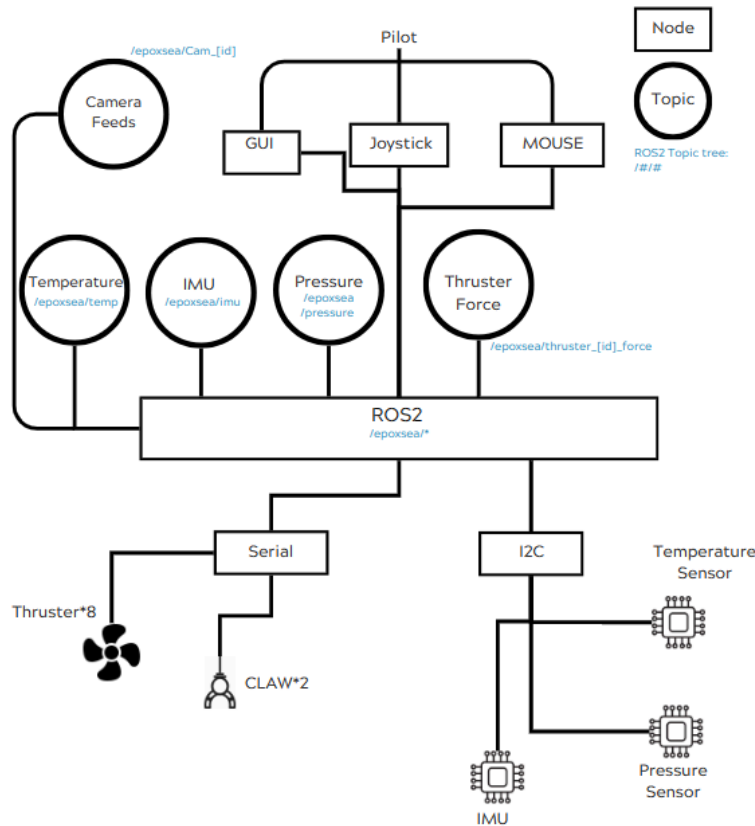 /epoxsea/Cam_[id]
Pilot
Node
Camera
Feeds
Topic
GUI
Joystick
MOUSE
ROS2 Topic tree:
/#/#
Temperature
/epoxsea/temp
IMU
/epoxsea/imu
Pressure
/epoxsea
/pressure
Thruster
Force
/epoxsea/thruster_[id]_force
ROS2
/epoxsea/*
Serial
I2C
Temperature
Sensor
Thruster*8
CLAW*2
Pressure
Sensor
IMU